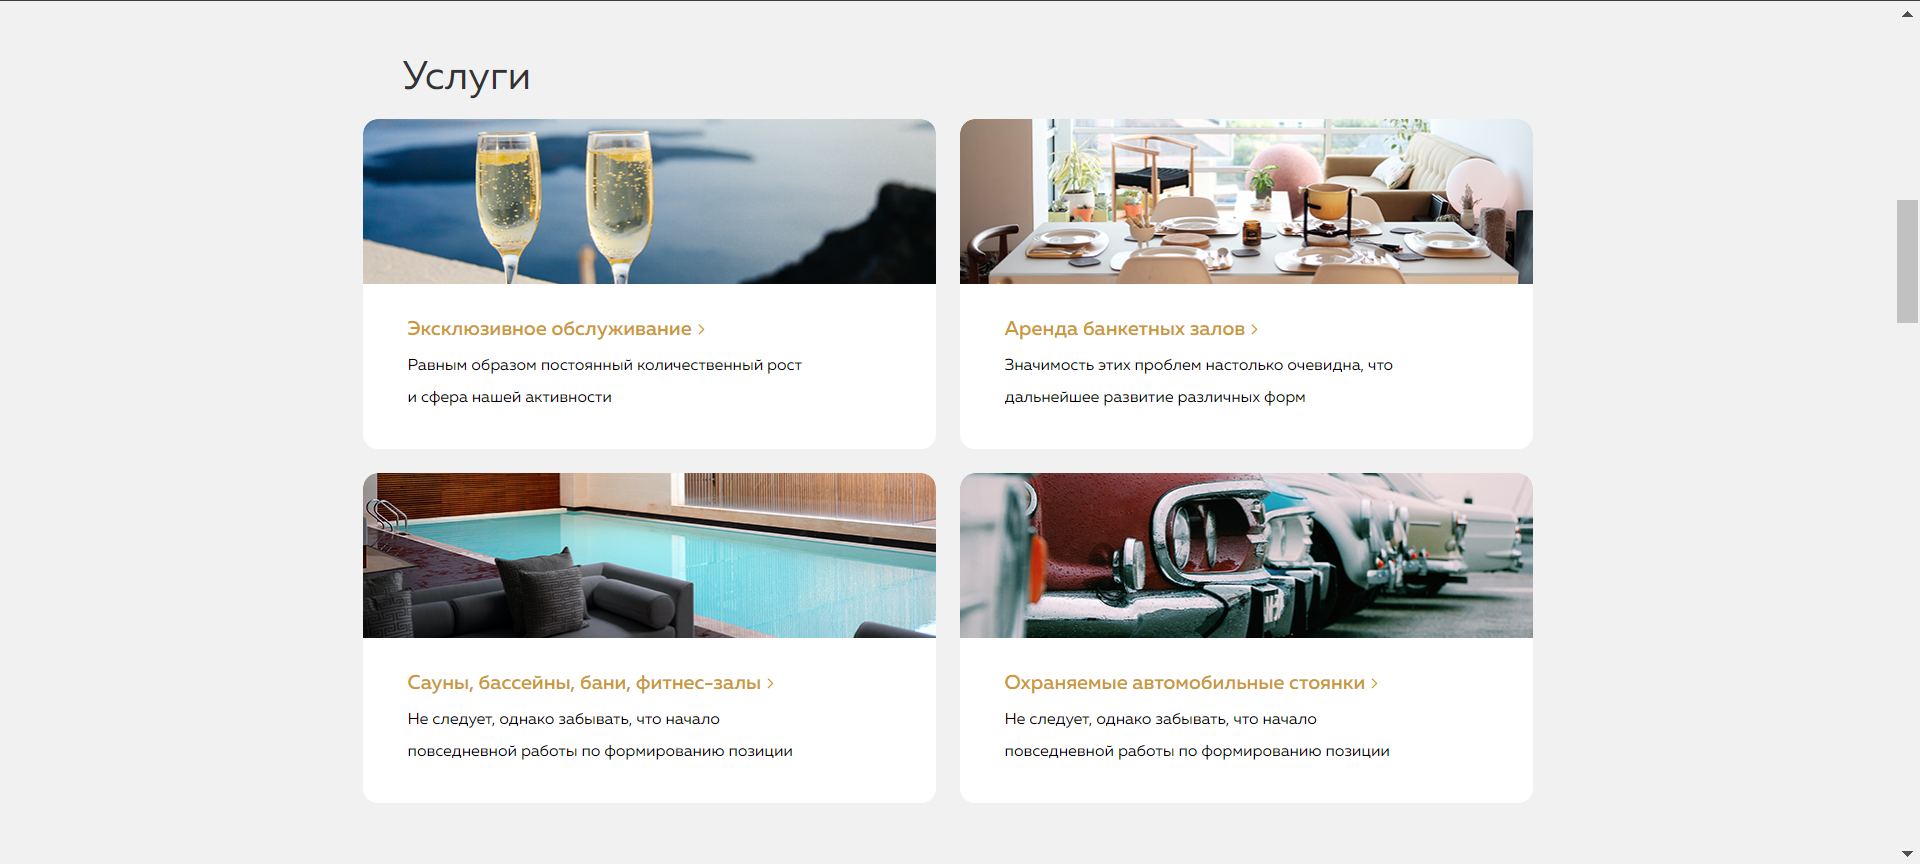 Услуги
Эксклюзивное обслуживание >
Равным образом постоянный количественный рост
и сфера нашей активности
Аренда банкетных залов >
Значимость этих проблем настолько очевидна, что
дальнейшее развитие различных форм
Сауны, бассейны, бани, фитнес-залы >
Не следует, однако забывать, что начало
повседневной работы по формированию позиции
Охраняемые автомобильные стоянки >
Не следует, однако забывать, что начало
повседневной работы по формированию позиции